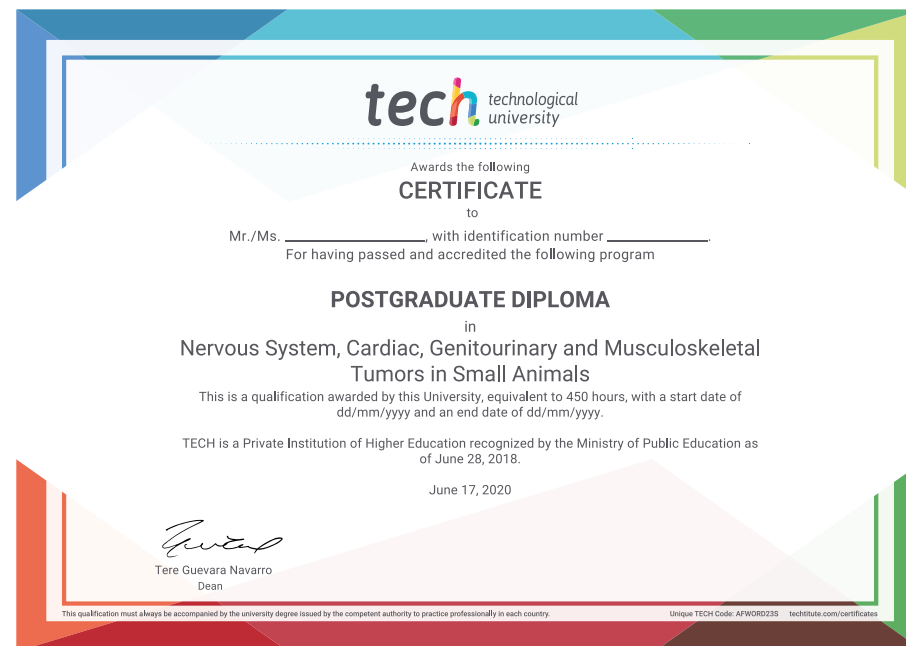 tech technological
university
Awards the following
CERTIFICATE
to
Mr./Ms. ____________________, with identification number ______________.
For having passed and accredited the following program
POSTGRADUATE DIPLOMA
in
Nervous System, Cardiac, Genitourinary and Musculoskeletal
Tumors in Small Animals
This is a qualification awarded by this University, equivalent to 450 hours, with a start date of
dd/mm/yyyy and an end date of dd/mm/yyyy.
TECH is a Private Institution of Higher Education recognized by the Ministry of Public Education as
of June 28, 2018.
June 17, 2020
Tere Guevara Navarro
Dean
This qualification must always be accompanied by the university degree issued by the competent authority to practice professionally in each country. Unique TECH Code: AFWORD23S techtitute.com/certificates